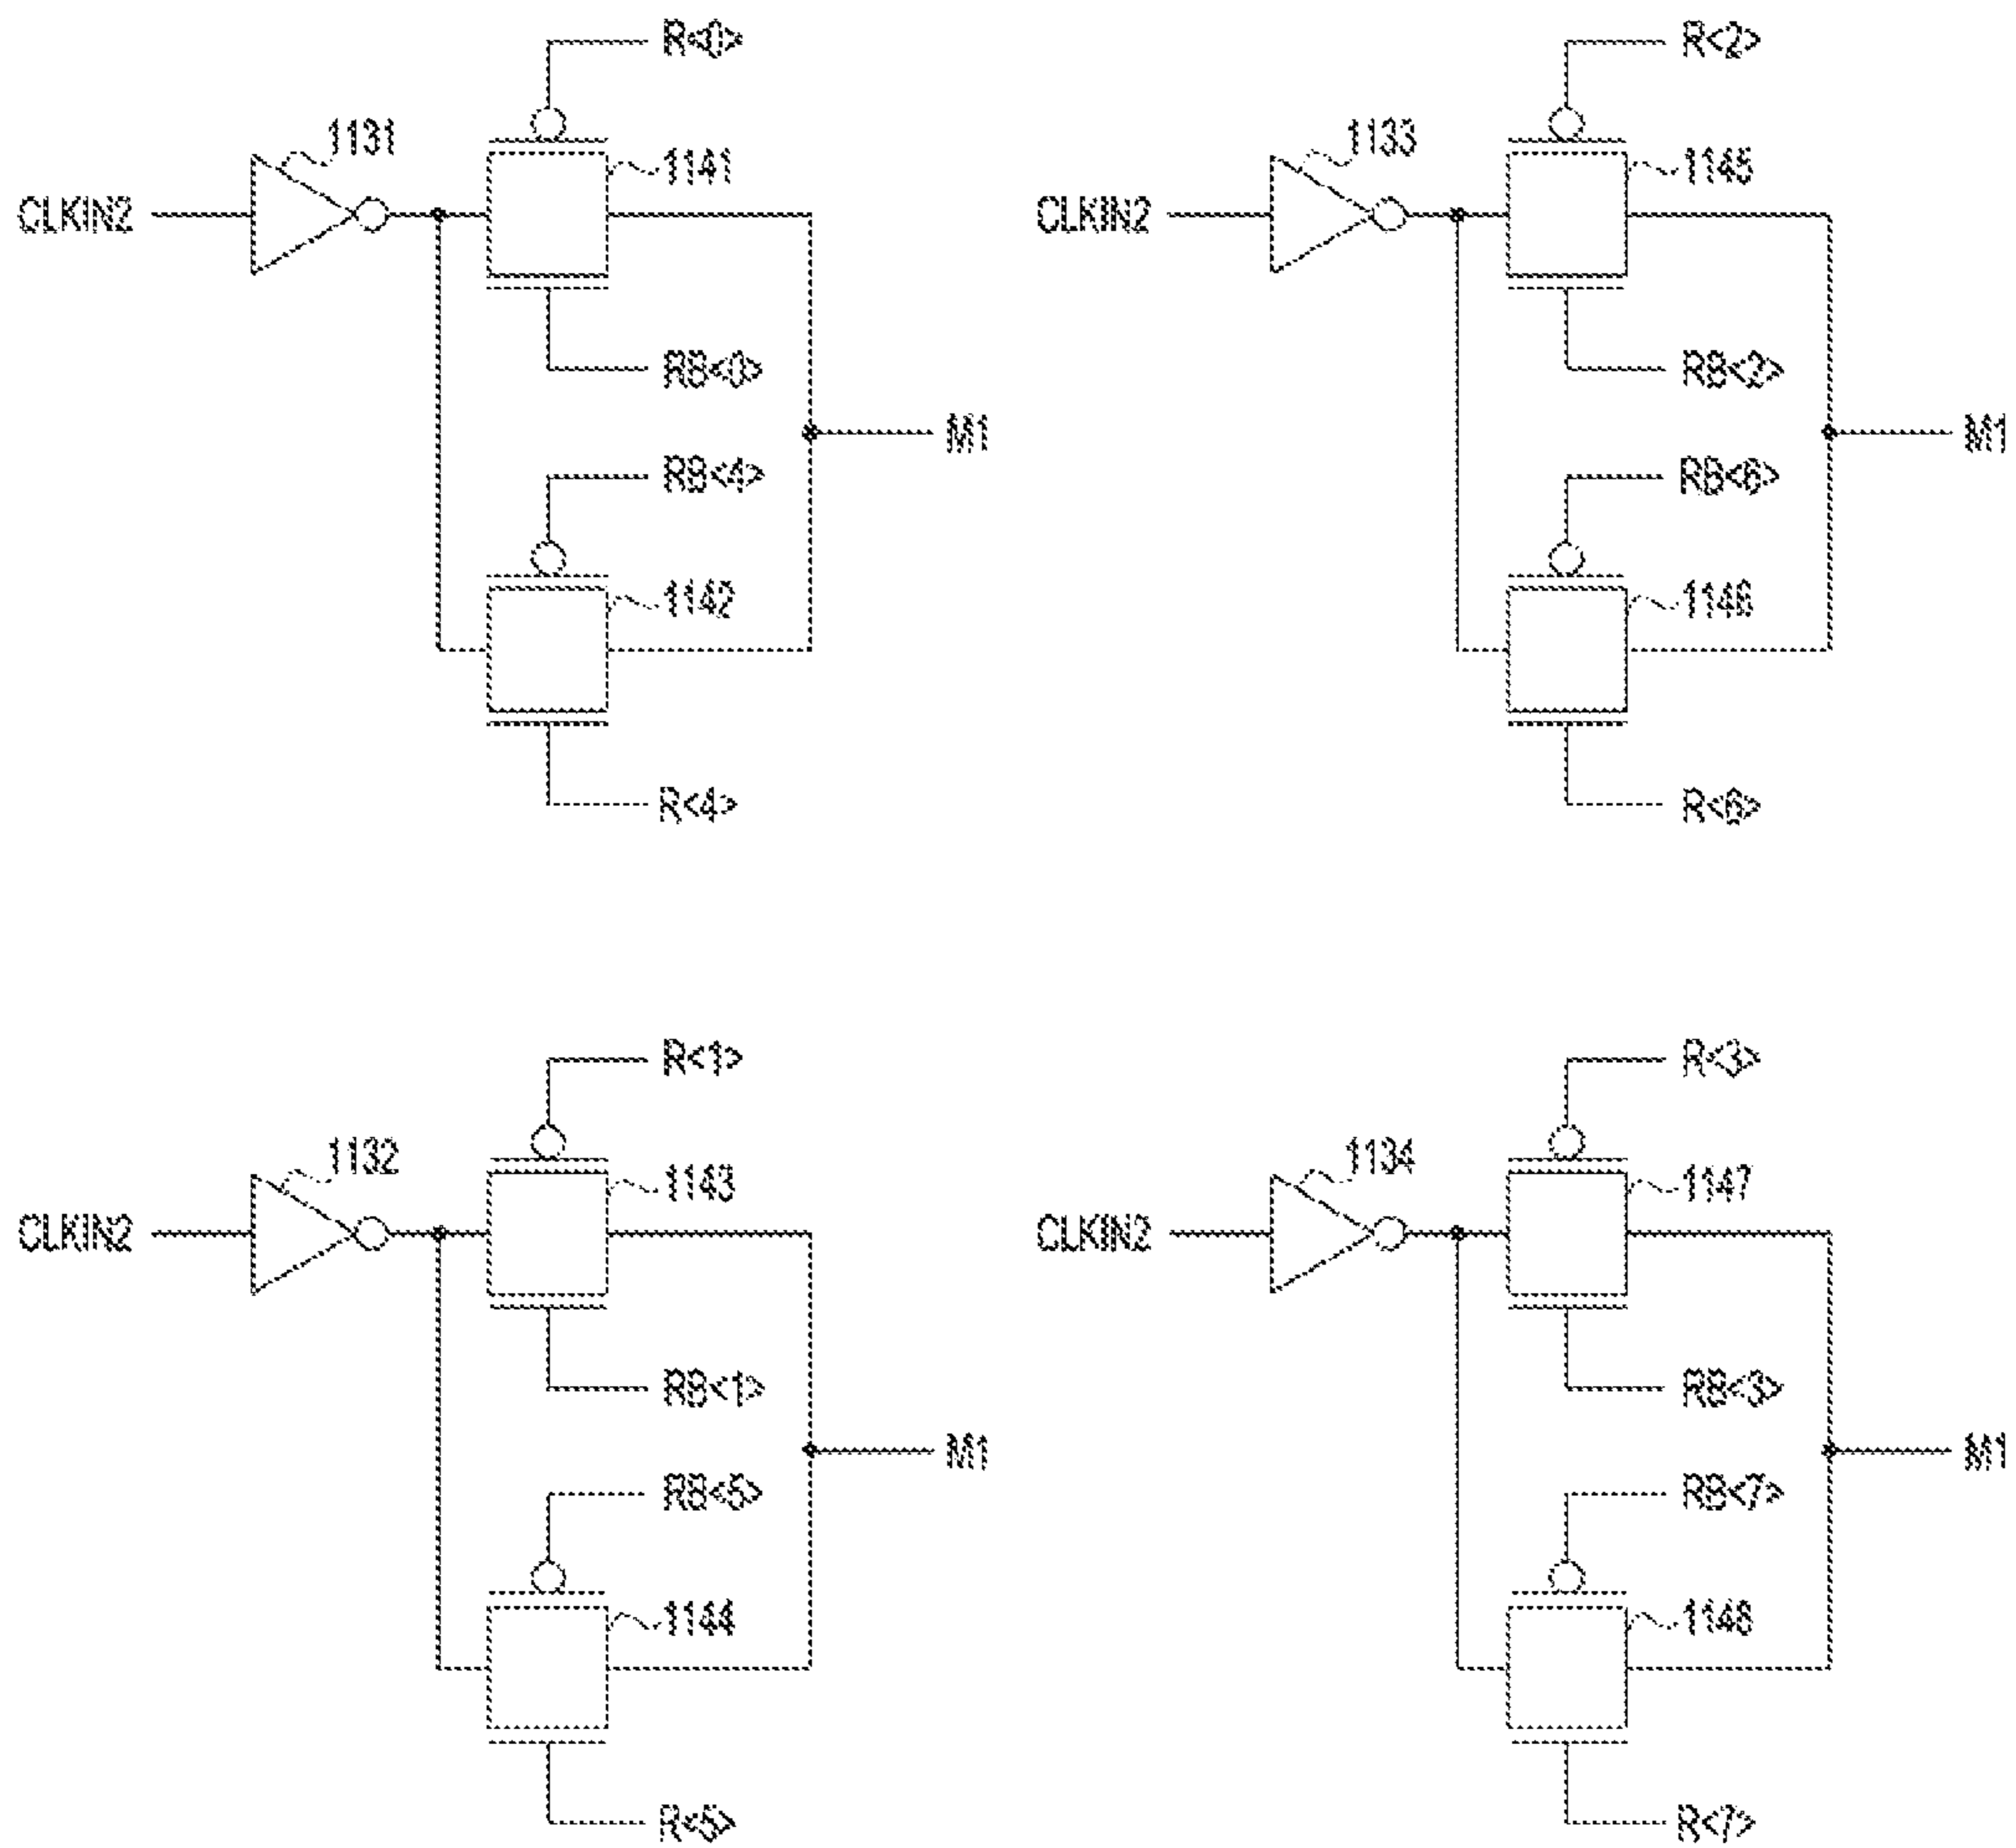 R<0>
1131
1141
CLKIN2
RB<0>
M1
RB<4>
1142
R<4>
R<2>
1133
1145
CLKIN2
RB<2>
M1
RB<6>
1146
R<6>
R<1>
1132
1143
CLKIN2
RB<1>
M1
RB<5>
1144
R<5>
R<3>
1134
1147
CLKIN2
RB<3>
M1
RB<7>
1148
R<7>